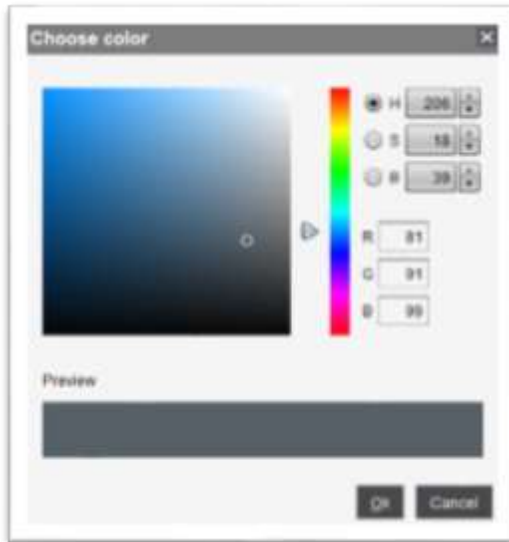 Choose color
H 206
S 18
B 39
R 81
G 91
B 99
Preview
Ok Cancel